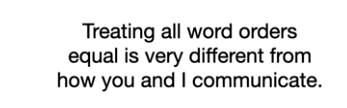 Treating all word orders
equal is very different from
how you and I communicate.